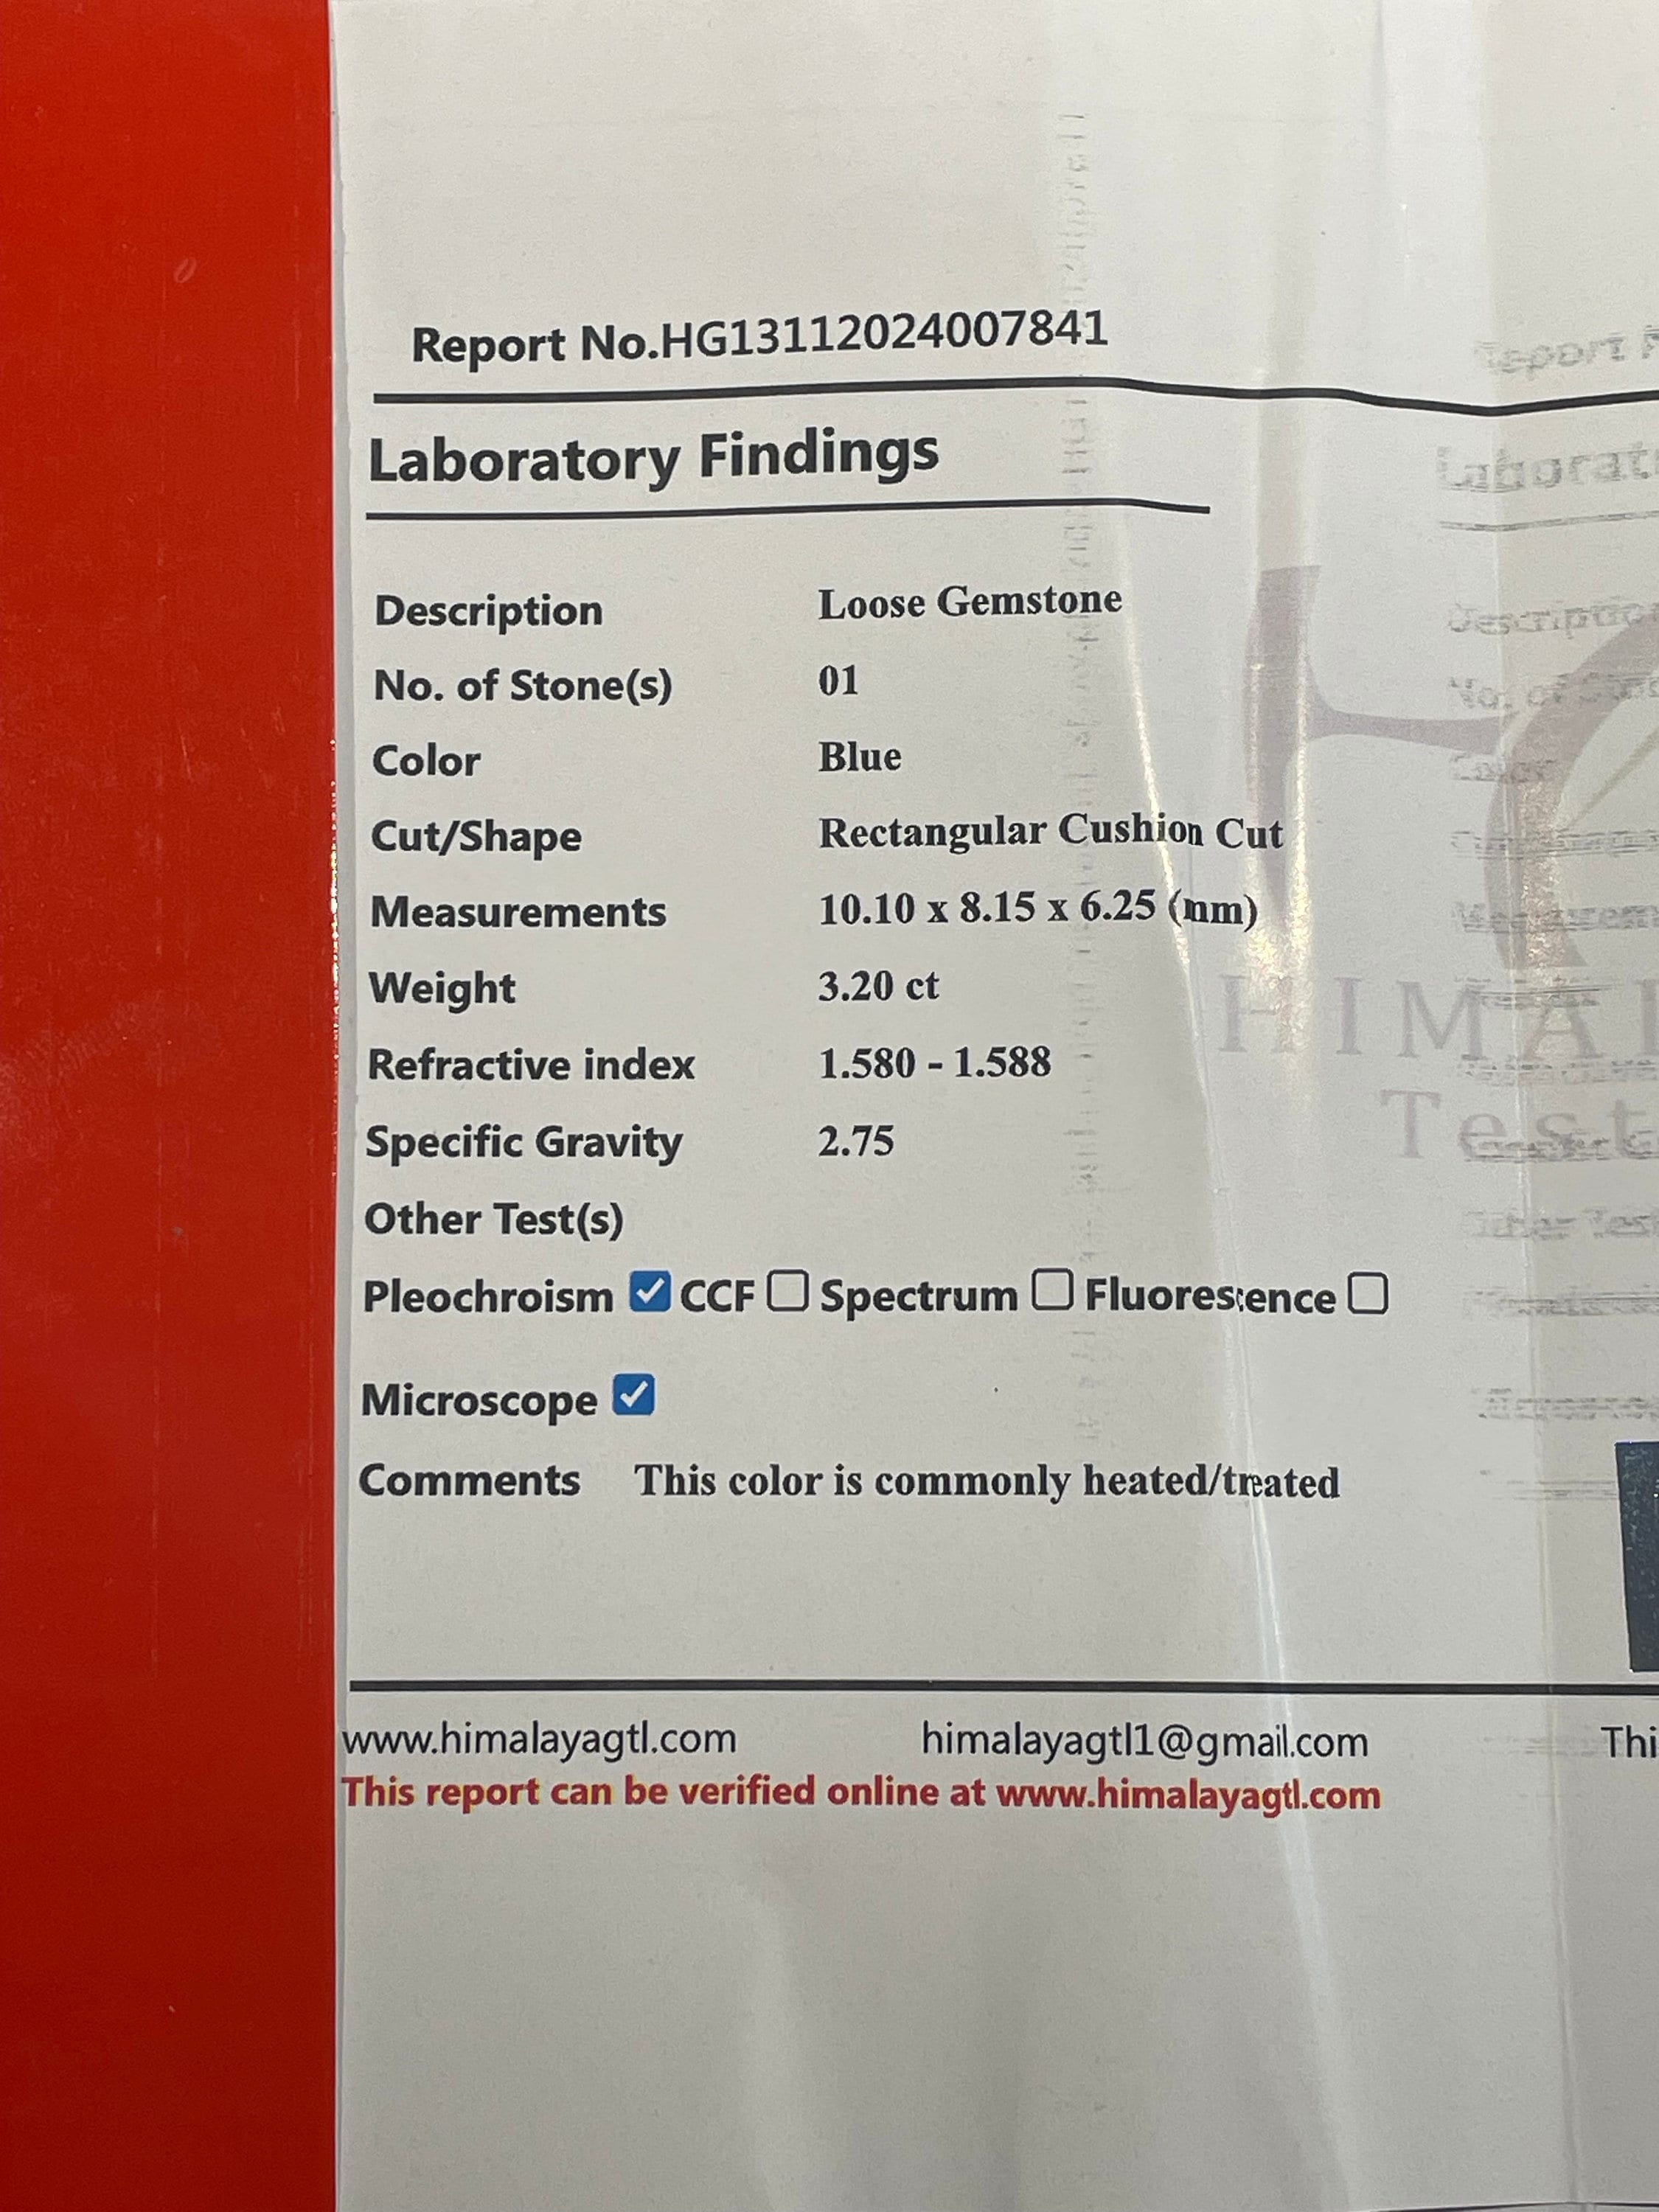 Report No.HG13112024007841
Laboratory Findings
Description Loose Gemstone
No. of Stone(s) 01
Color Blue
Cut/Shape Rectangular Cushion Cut
Measurements 10.10 x 8.15 x 6.25 (mm)
Weight 3.20 ct
Refractive index 1.580 - 1.588
Specific Gravity 2.75
Other Test(s)
Pleochroism ☑ CCF ☐ Spectrum ☐ Fluorescence ☐
Microscope ☑
Comments This color is commonly heated/treated
HIMAL
Test
www.himalayagtl.com himalayagtl1@gmail.com Thi
This report can be verified online at www.himalayagtl.com